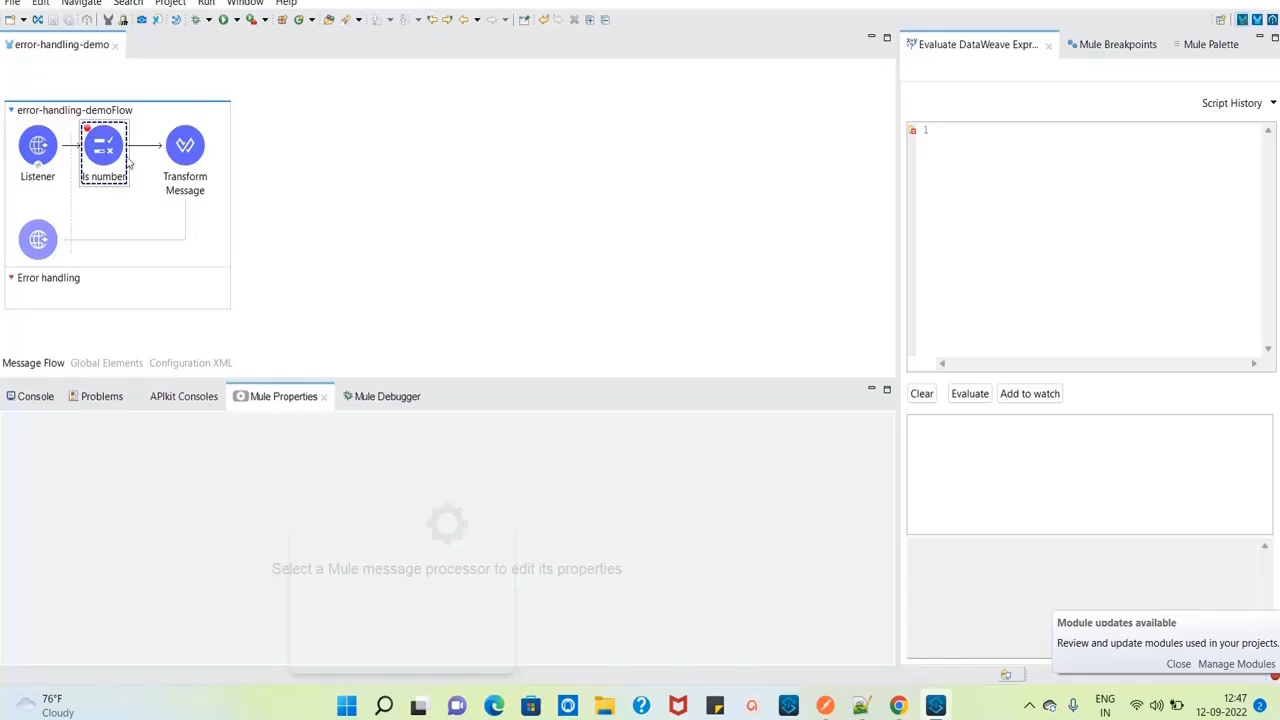 File Edit Navigate Search Project Run Window Help
error-handling-demo
Evaluate DataWeave Expr... Mule Breakpoints Mule Palette
Script History
error-handling-demoFlow
1
Listener Is number Transform Message
Error handling
Message Flow Global Elements Configuration XML
Console Problems APIkit Consoles Mule Properties Mule Debugger
Clear Evaluate Add to watch
Select a Mule message processor to edit its properties
Module updates available
Review and update modules used in your projects.
Close Manage Modules
76°F
Cloudy
ENG
IN
12:47
12-09-2022
2